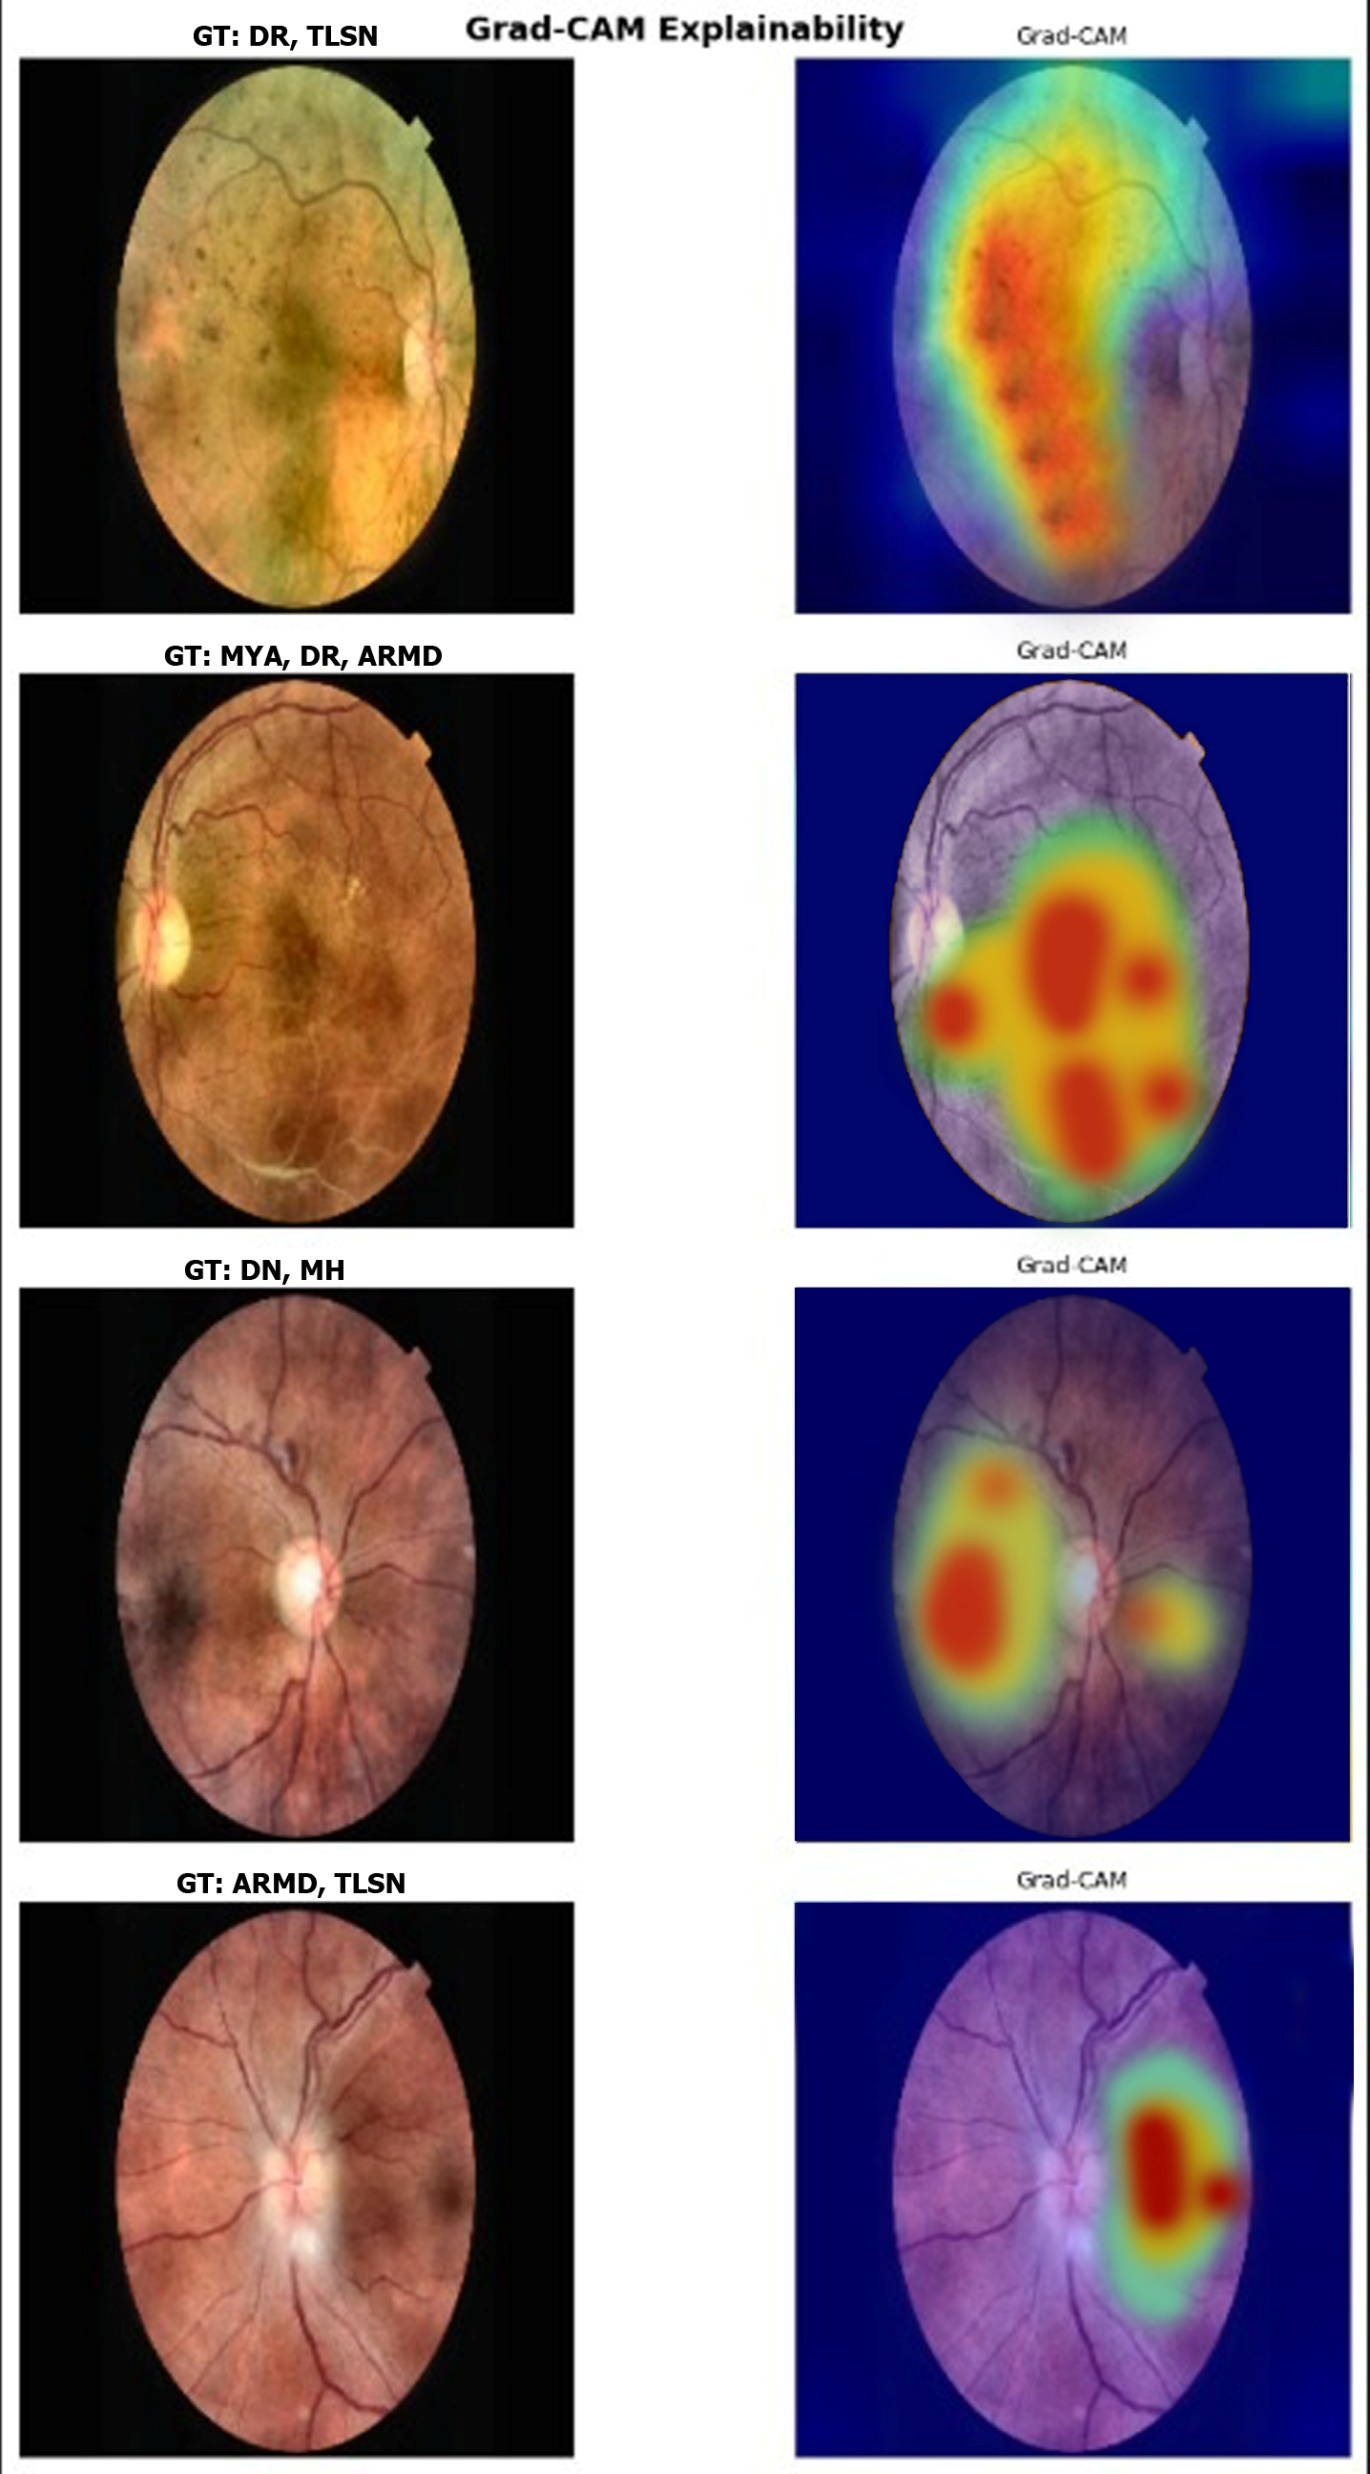 Grad-CAM Explainability
GT: DR, TLSN
Grad-CAM
GT: MYA, DR, ARMD
Grad-CAM
GT: DN, MH
Grad-CAM
GT: ARMD, TLSN
Grad-CAM